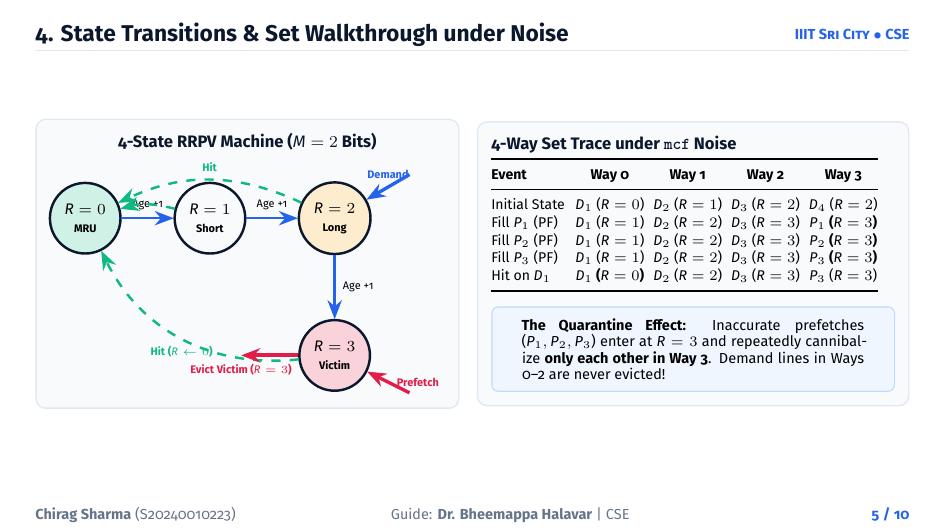 4. State Transitions & Set Walkthrough under Noise
IIIT Sri City ● CSE
4-State RRPV Machine (M = 2 Bits)
Hit
Demand
Age +1
Age +1
R = 0
MRU
R = 1
Short
R = 2
Long
Age +1
R = 3
Victim
Hit (R ← 0)
Evict Victim (R = 3)
Prefetch
4-Way Set Trace under mcf Noise
Event Way 0 Way 1 Way 2 Way 3
Initial State D₁ (R = 0) D₂ (R = 1) D₃ (R = 2) D₄ (R = 2)
Fill P₁ (PF) D₁ (R = 1) D₂ (R = 2) D₃ (R = 3) P₁ (R = 3)
Fill P₂ (PF) D₁ (R = 1) D₂ (R = 2) D₃ (R = 3) P₂ (R = 3)
Fill P₃ (PF) D₁ (R = 1) D₂ (R = 2) D₃ (R = 3) P₃ (R = 3)
Hit on D₁ D₁ (R = 0) D₂ (R = 2) D₃ (R = 3) P₃ (R = 3)
The Quarantine Effect: Inaccurate prefetches
(P₁, P₂, P₃) enter at R = 3 and repeatedly cannibal-
ize only each other in Way 3. Demand lines in Ways
0–2 are never evicted!
Chirag Sharma (S20240010223)
Guide: Dr. Bheemappa Halavar | CSE
5 / 10